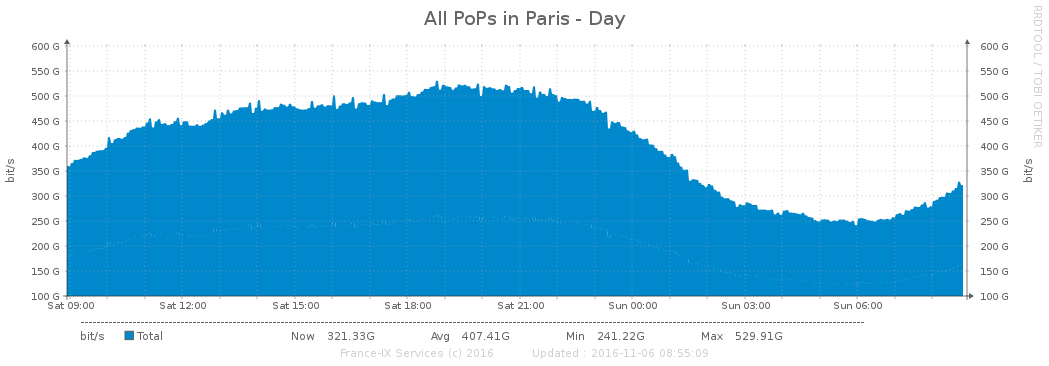 All PoPs in Paris - Day
RRDTOOL / TOBI OETIKER
600 G 600 G
550 G 550 G
500 G 500 G
450 G 450 G
400 G 400 G
350 G 350 G
300 G 300 G
250 G 250 G
200 G 200 G
150 G 150 G
100 G 100 G
bit/s bit/s
Sat 09:00 Sat 12:00 Sat 15:00 Sat 18:00 Sat 21:00 Sun 00:00 Sun 03:00 Sun 06:00
bit/s Total Now 321.33G Avg 407.41G Min 241.22G Max 529.91G
France-IX Services (c) 2016 Updated : 2016-11-06 08:55:09